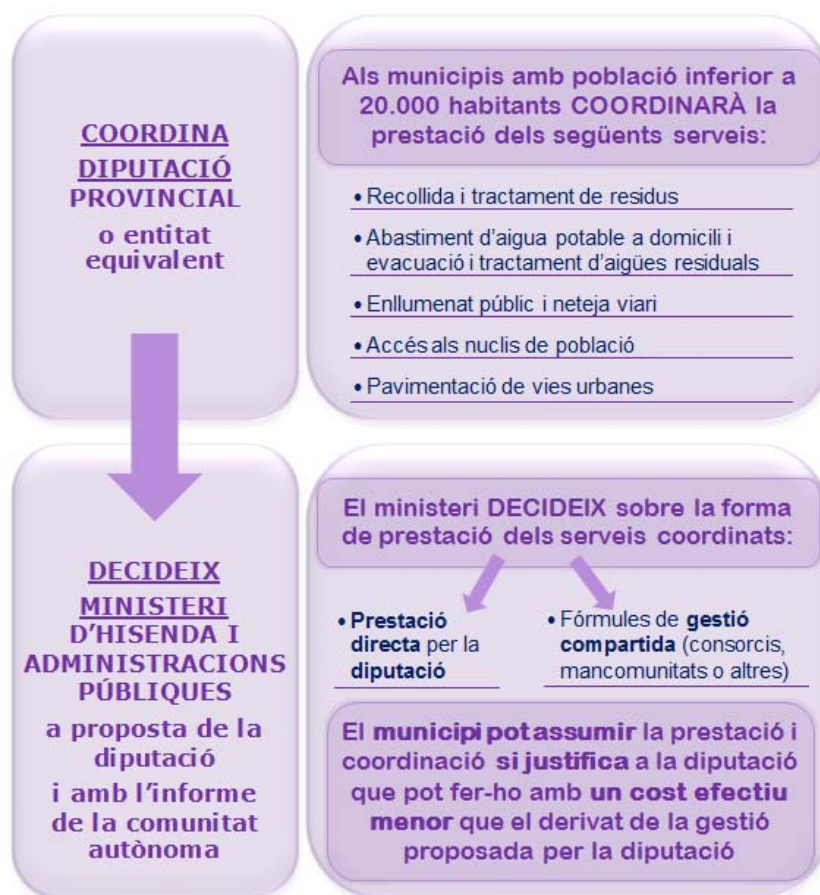 COORDINA
DIPUTACIÓ
PROVINCIAL
o entitat
equivalent
Als municipis amb població inferior a
20.000 habitants COORDINARÀ la
prestació dels següents serveis:
• Recollida i tractament de residus
• Abastiment d'aigua potable a domicili i
evacuació i tractament d'aigües residuals
• Enllumenat públic i neteja viari
• Accés als nuclis de població
• Pavimentació de vies urbanes
DECIDEIX
MINISTERI
D'HISENDA I
ADMINISTRACIONS
PÚBLIQUES
a proposta de la
diputació
i amb l'informe
de la comunitat
autònoma
El ministeri DECIDEIX sobre la forma
de prestació dels serveis coordinats:
• Prestació
directa per la
diputació
• Fórmules de gestió
compartida (consorcis,
mancomunitats o altres)
El municipi pot assumir la prestació i
coordinació si justifica a la diputació
que pot fer-ho amb un cost efectiu
menor que el derivat de la gestió
proposada per la diputació